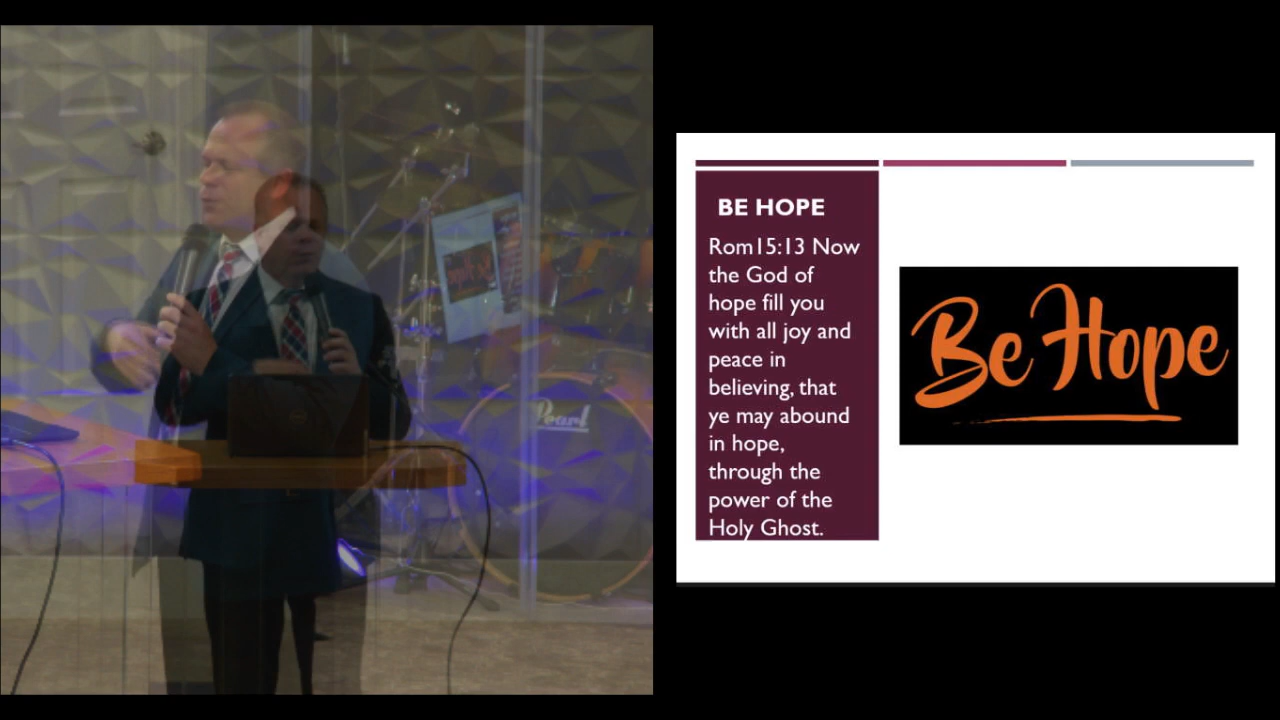 BE HOPE
Rom15:13 Now
the God of
hope fill you
with all joy and
peace in
believing, that
ye may abound
in hope,
through the
power of the
Holy Ghost.
Be Hope
Pearl